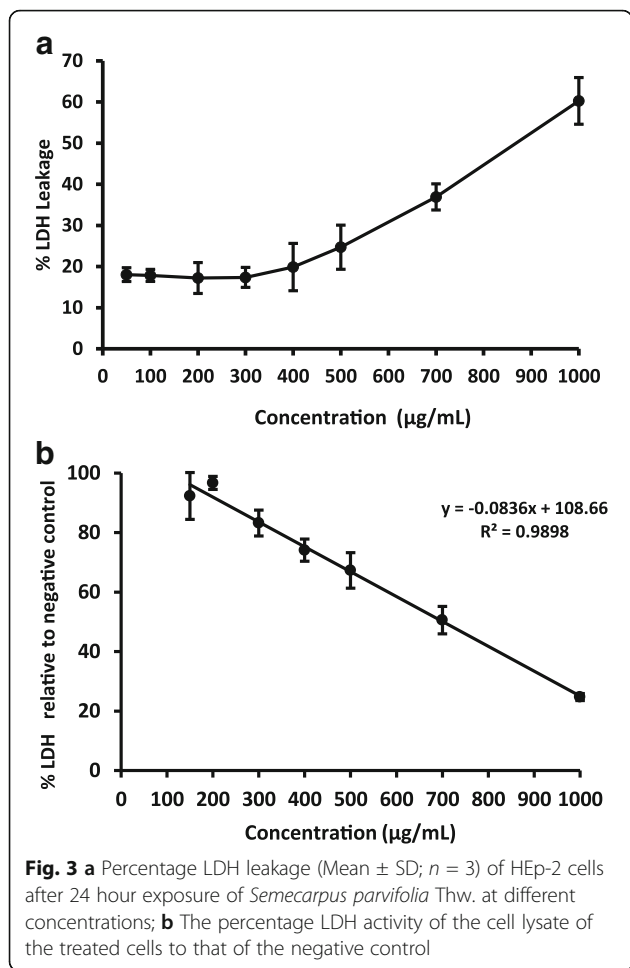 a
70
60
50
40
30
20
10
0
% LDH Leakage
0 100 200 300 400 500 600 700 800 900 1000
Concentration (µg/mL)
b
100
80
60
40
20
0
% LDH relative to negative control
y = -0.0836x + 108.66
R² = 0.9898
0 100 200 300 400 500 600 700 800 900 1000
Concentration (µg/mL)
Fig. 3 a Percentage LDH leakage (Mean ± SD; n = 3) of HEp-2 cells
after 24 hour exposure of Semecarpus parvifolia Thw. at different
concentrations; b The percentage LDH activity of the cell lysate of
the treated cells to that of the negative control